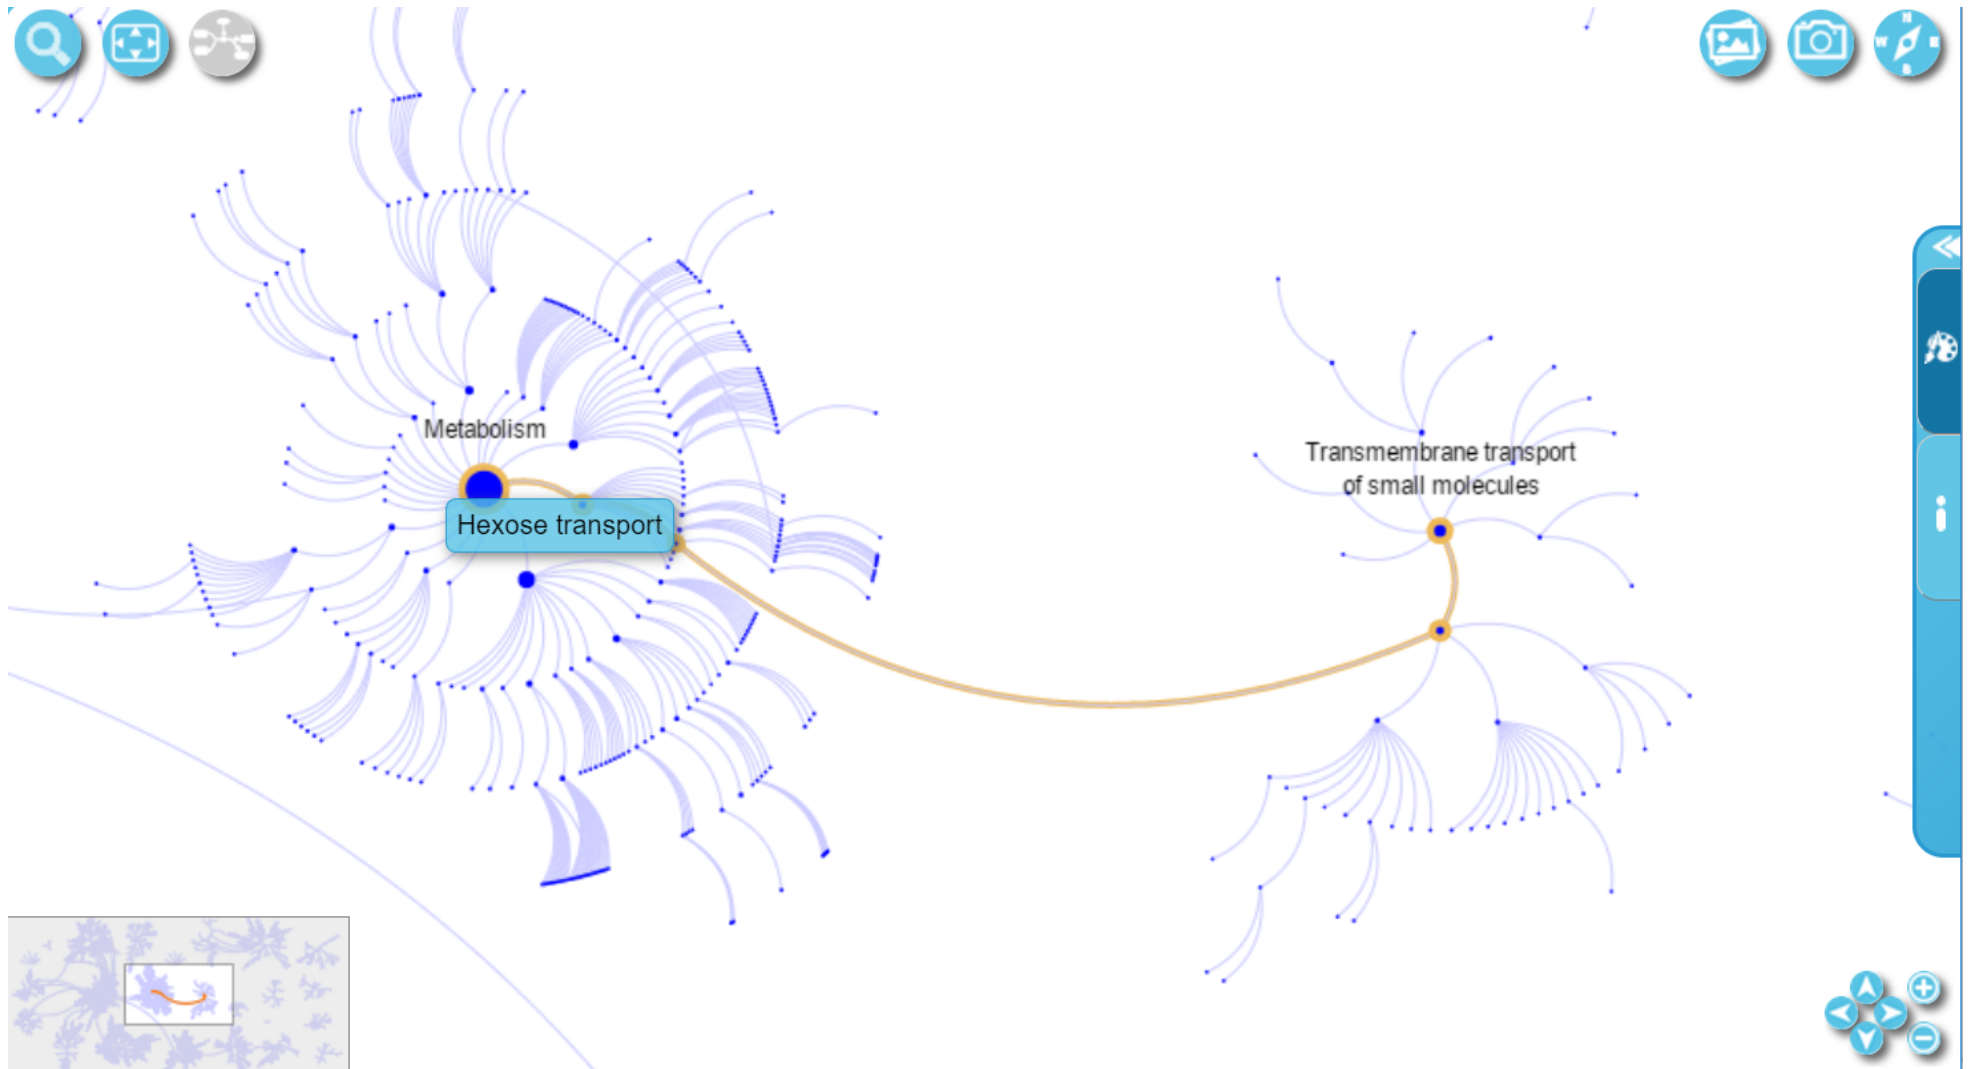 N
W E
S
Metabolism
Transmembrane transport
of small molecules
Hexose transport
i